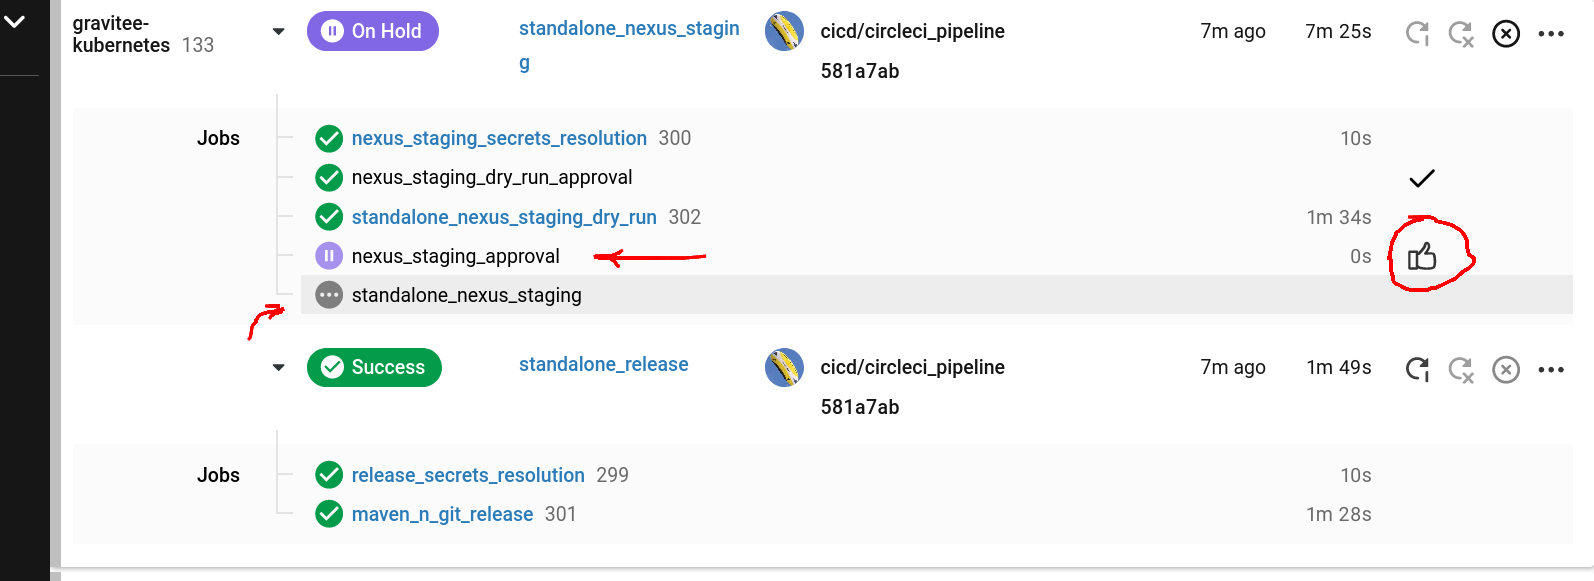 gravitee-
kubernetes 133 On Hold standalone_nexus_stagin
g cicd/circleci_pipeline
581a7ab 7m ago 7m 25s
Jobs nexus_staging_secrets_resolution 300 10s
nexus_staging_dry_run_approval
standalone_nexus_staging_dry_run 302 1m 34s
nexus_staging_approval 0s
standalone_nexus_staging
Success standalone_release cicd/circleci_pipeline
581a7ab 7m ago 1m 49s
Jobs release_secrets_resolution 299 10s
maven_n_git_release 301 1m 28s